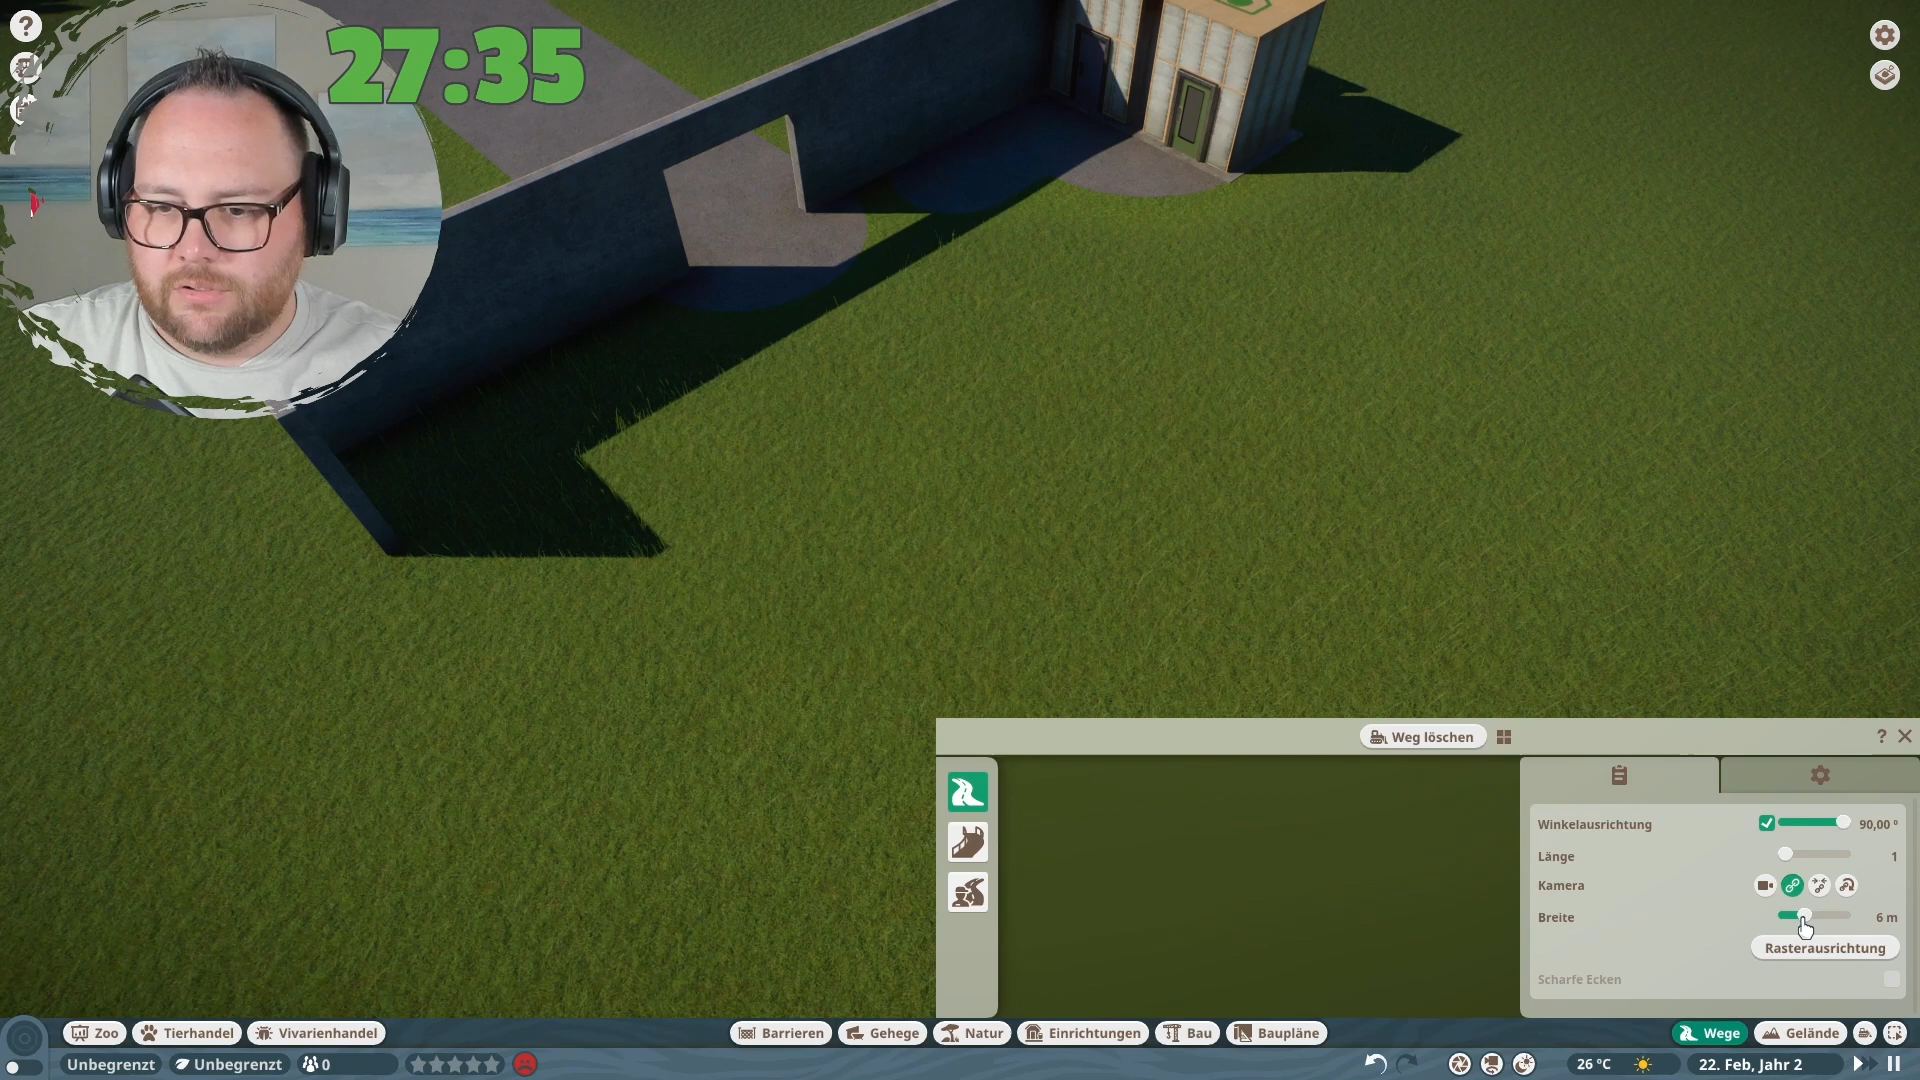 27:35
Weg löschen
?
Winkelausrichtung 90,00 °
Länge 1
Kamera
Breite 6 m
Rasterausrichtung
Scharfe Ecken
Zoo Tierhandel Vivarienhandel Barrieren Gehege Natur Einrichtungen Bau Baupläne Wege Gelände
Unbegrenzt Unbegrenzt 0 26 °C 22. Feb, Jahr 2